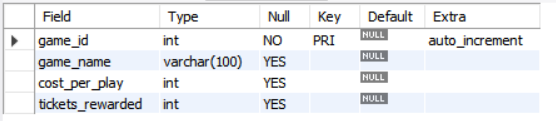 Field Type Null Key Default Extra
game_id int NO PRI NULL auto_increment
game_name varchar(100) YES NULL
cost_per_play int YES NULL
tickets_rewarded int YES NULL